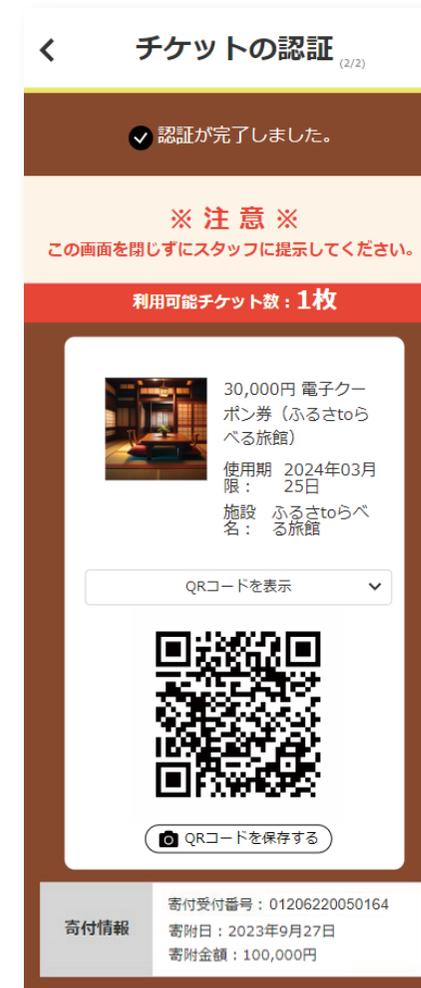 チケットの認証 (2/2)
認証が完了しました。
※ 注 意 ※
この画面を閉じずにスタッフに提示してください。
利用可能チケット数：1枚
30,000円 電子クー
ポン券（ふるさtoら
べる旅館）
使用期 2024年03月
限： 25日
施設 ふるさtoらべ
名： る旅館
QRコードを表示
QRコードを保存する
寄付情報
寄付受付番号：01206220050164
寄附日：2023年9月27日
寄附金額：100,000円